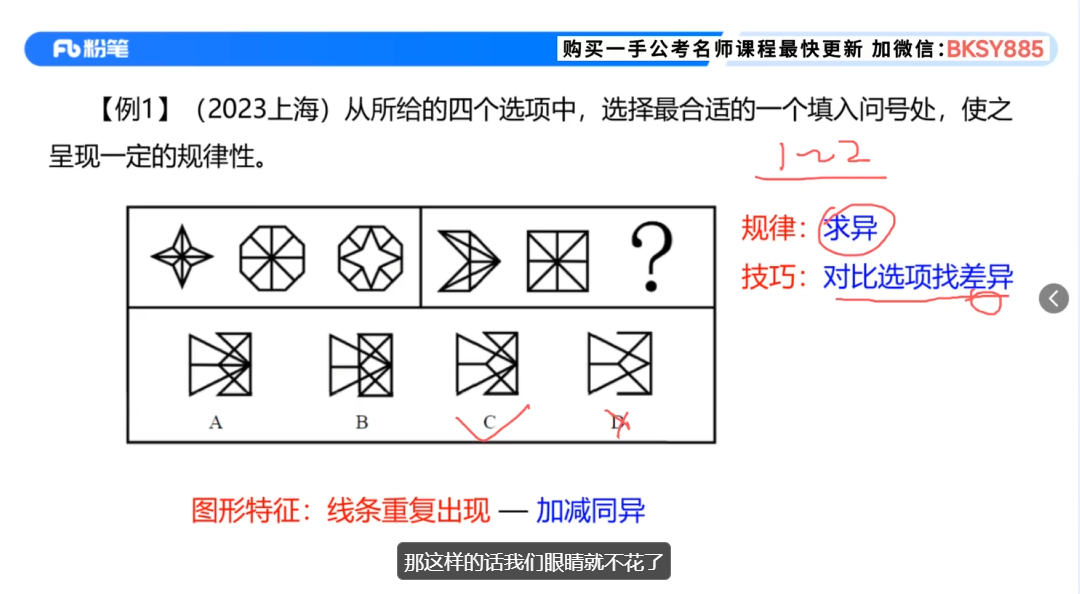 粉笔
购买一手公考名师课程最快更新 加微信：BKSY885
【例1】（2023上海）从所给的四个选项中，选择最合适的一个填入问号处，使之
呈现一定的规律性。
1～2
规律：求异
技巧：对比选项找差异
?
A B C D
图形特征：线条重复出现 — 加减同异
那这样的话我们眼睛就不花了